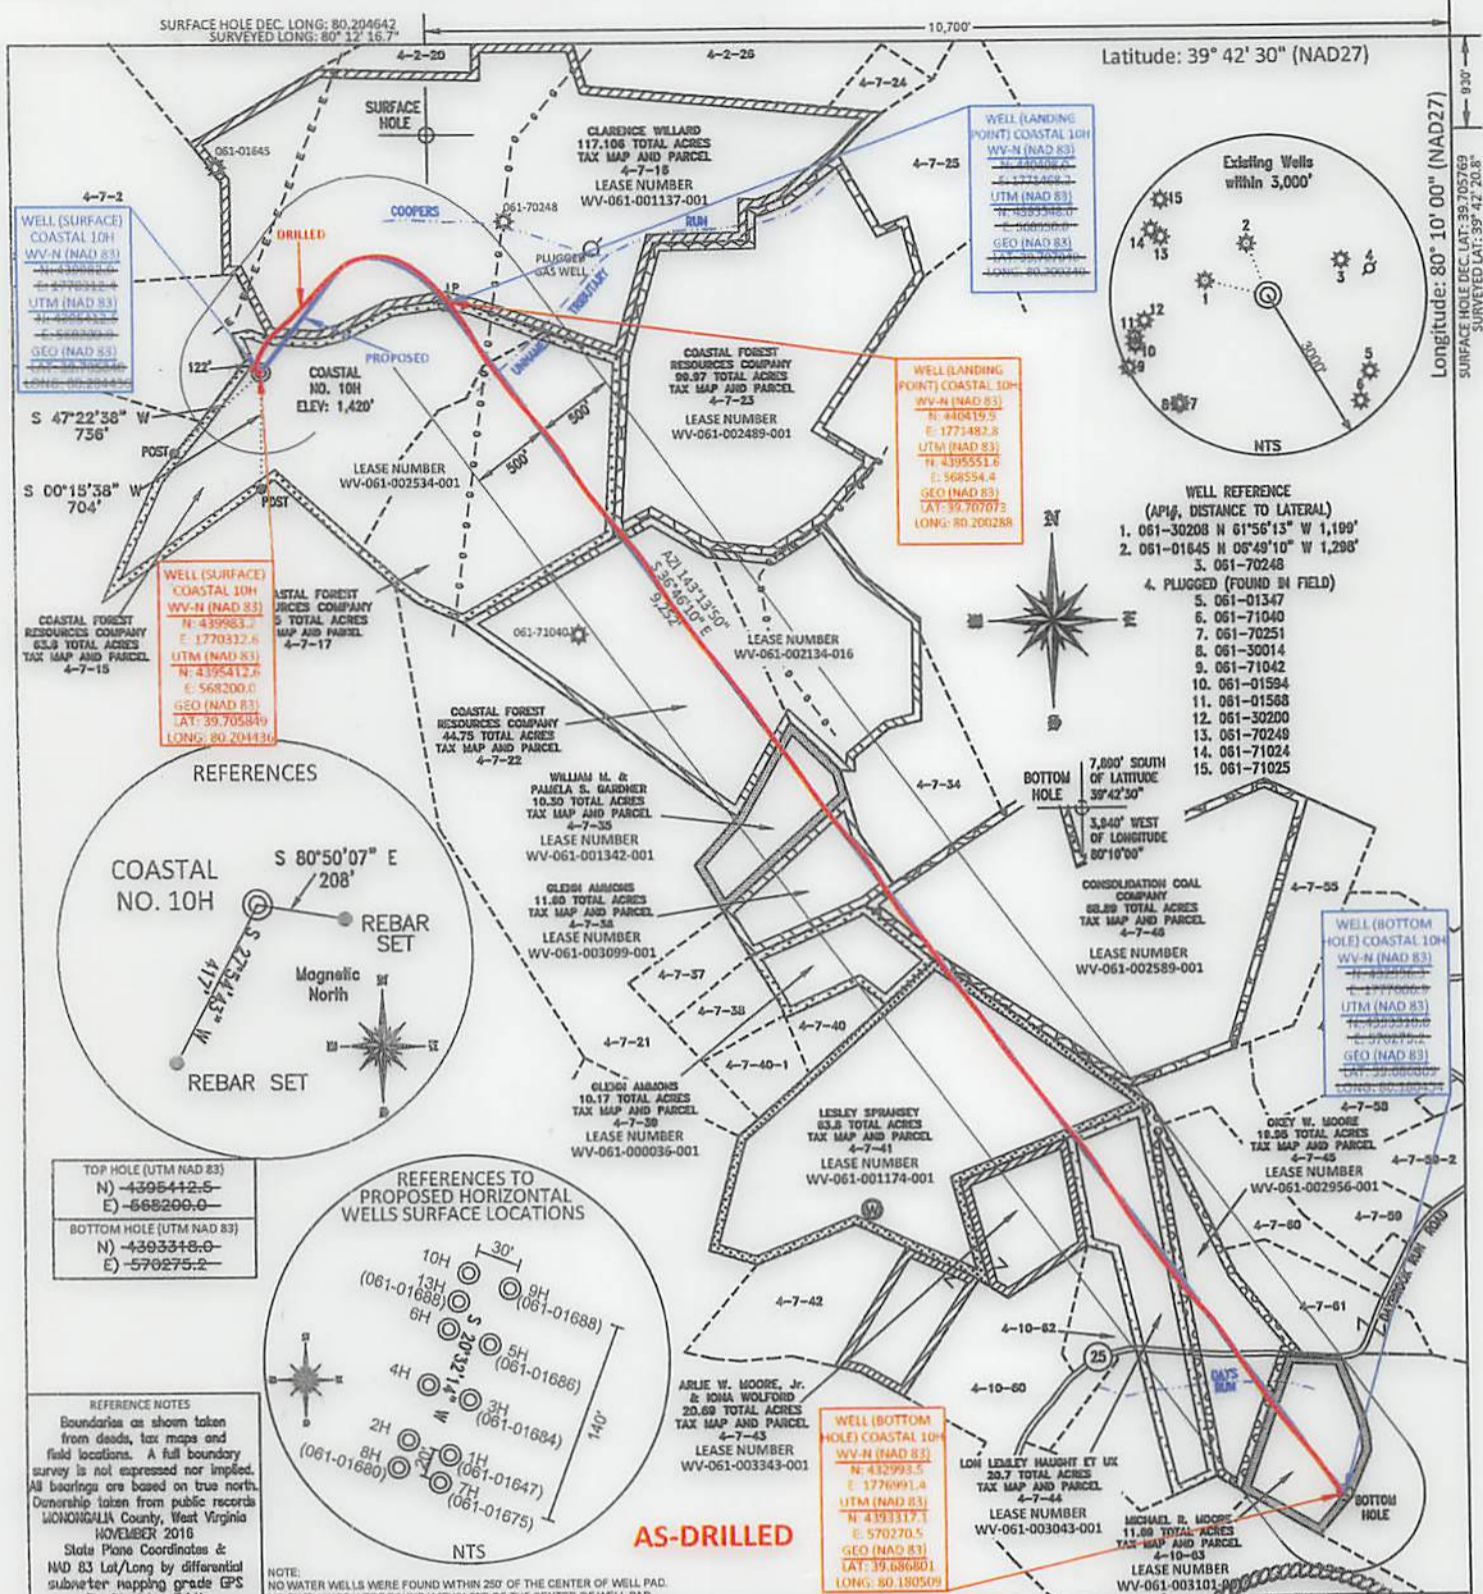 SURFACE HOLE DEC. LONG: 80.204642
SURVEYED LONG: 80° 12' 16.7"
10,700'
Latitude: 39° 42' 30" (NAD27)
930'
Longitude: 80° 10' 00" (NAD27)
SURFACE HOLE DEC. LAT: 39.705769
SURVEYED LAT: 39° 42' 20.8"
4-2-20
4-2-26
4-7-24
SURFACE
HOLE
061-01645
CLARENCE WILLARD
117.106 TOTAL ACRES
TAX MAP AND PARCEL
4-7-16
LEASE NUMBER
WV-061-001137-001
4-7-25
4-7-2
WELL (SURFACE)
COASTAL 10H
WV-N (NAD 83)
UTM (NAD 83)
GEO (NAD 83)
WELL (LANDING
POINT) COASTAL 10H
WV-N (NAD 83)
UTM (NAD 83)
GEO (NAD 83)
COOPERS
RUN
061-70248
PLUGGED
GAS WELL
TRIBUTARY
DRILLED
PROPOSED
LP
122'
COASTAL
NO. 10H
ELEV: 1,420'
S 47°22'38" W
736'
POST
S 00°15'38" W
704'
POST
500'
500'
LEASE NUMBER
WV-061-002534-001
COASTAL FOREST
RESOURCES COMPANY
99.97 TOTAL ACRES
TAX MAP AND PARCEL
4-7-23
LEASE NUMBER
WV-061-002489-001
WELL (LANDING
POINT) COASTAL 10H
WV-N (NAD 83)
N: 440419.9
E: 1771482.8
UTM (NAD 83)
N: 4395551.6
E: 568554.4
GEO (NAD 83)
LAT: 39.707073
LONG: 80.200288
Existing Wells
within 3,000'
15
14
13
2
3
4
1
12
11
10
9
5
6
8
7
3000'
NTS
WELL REFERENCE
(API#, DISTANCE TO LATERAL)
1. 061-30208 N 61°56'13" W 1,199'
2. 061-01645 N 06°49'10" W 1,298'
3. 061-70248
4. PLUGGED (FOUND IN FIELD)
5. 061-01347
6. 061-71040
7. 061-70251
8. 061-30014
9. 061-71042
10. 061-01594
11. 061-01568
12. 061-30200
13. 061-70249
14. 061-71024
15. 061-71025
N
S
COASTAL FOREST
RESOURCES COMPANY
63.8 TOTAL ACRES
TAX MAP AND PARCEL
4-7-15
WELL (SURFACE)
COASTAL 10H
WV-N (NAD 83)
N: 439983.2
E: 1770312.6
UTM (NAD 83)
N: 4395412.6
E: 568200.0
GEO (NAD 83)
LAT: 39.705849
LONG: 80.204436
TOTAL ACRES
4-7-17
061-71040
AZI 143°13'50"
S 36°46'10" E
9,252'
LEASE NUMBER
WV-061-002134-016
COASTAL FOREST
RESOURCES COMPANY
44.75 TOTAL ACRES
TAX MAP AND PARCEL
4-7-22
WILLIAM M. &
PAMELA S. GARDNER
10.30 TOTAL ACRES
TAX MAP AND PARCEL
4-7-35
LEASE NUMBER
WV-061-001342-001
4-7-34
BOTTOM
HOLE
7,890' SOUTH
OF LATITUDE
39°42'30"
3,840' WEST
OF LONGITUDE
80°10'00"
REFERENCES
COASTAL
NO. 10H
S 80°50'07" E
208'
REBAR
SET
S 27°54'43" W
417'
Magnetic
North
REBAR SET
GLENN AMMONS
11.60 TOTAL ACRES
TAX MAP AND PARCEL
LEASE NUMBER
WV-061-003099-001
CONSOLIDATION COAL
COMPANY
TAX MAP AND PARCEL
LEASE NUMBER
WV-061-002589-001
4-7-55
WELL (BOTTOM
HOLE) COASTAL 10H
WV-N (NAD 83)
UTM (NAD 83)
GEO (NAD 83)
4-7-37
4-7-38
4-7-40
4-7-21
4-7-40-1
GLENN AMMONS
10.17 TOTAL ACRES
TAX MAP AND PARCEL
4-7-39
LEASE NUMBER
WV-061-000036-001
LESLEY SPRANSEY
83.8 TOTAL ACRES
TAX MAP AND PARCEL
4-7-41
LEASE NUMBER
WV-061-001174-001
W
4-7-58
OKEY W. MOORE
19.95 TOTAL ACRES
TAX MAP AND PARCEL
4-7-45
LEASE NUMBER
WV-061-002956-001
4-7-59-2
4-7-60
4-7-59
DAYBROOK RUN ROAD
4-7-61
TOP HOLE (UTM NAD 83)
N) 4395412.5
E) 568200.0
BOTTOM HOLE (UTM NAD 83)
N) 4393318.0
E) 570275.2
REFERENCES TO
PROPOSED HORIZONTAL
WELLS SURFACE LOCATIONS
30'
10H
13H
(061-01688)
9H
(061-01688)
6H
5H
(061-01686)
S 20°32'14" W
4H
3H
(061-01684)
140'
2H
8H
(061-01680)
20'
1H
(061-01647)
7H
(061-01675)
NTS
4-7-42
4-10-62
25
4-10-60
DAYS
RUN
ARLIE W. MOORE, Jr.
& IONA WOLFORD
20.69 TOTAL ACRES
TAX MAP AND PARCEL
4-7-43
LEASE NUMBER
WV-061-003343-001
WELL (BOTTOM
HOLE) COASTAL 10H
WV-N (NAD 83)
N: 432993.5
E: 1776991.4
UTM (NAD 83)
N: 4393317.1
E: 570270.5
GEO (NAD 83)
LAT: 39.686801
LONG: 80.180509
LON LEMLEY HAUGHT ET UX
20.7 TOTAL ACRES
TAX MAP AND PARCEL
4-7-44
LEASE NUMBER
WV-061-003043-001
MICHAEL R. MOORE
11.89 TOTAL ACRES
TAX MAP AND PARCEL
4-10-63
LEASE NUMBER
BOTTOM
HOLE
AS-DRILLED
REFERENCE NOTES
Boundaries as shown taken
from deeds, tax maps and
field locations. A full boundary
survey is not expressed nor implied.
All bearings are based on true north.
Ownership taken from public records
MONONGALIA County, West Virginia
NOVEMBER 2016
State Plane Coordinates &
NAD 83 Lat/Long by differential
submeter mapping grade GPS
NOTE:
NO WATER WELLS WERE FOUND WITHIN 250' OF THE CENTER OF WELL PAD.